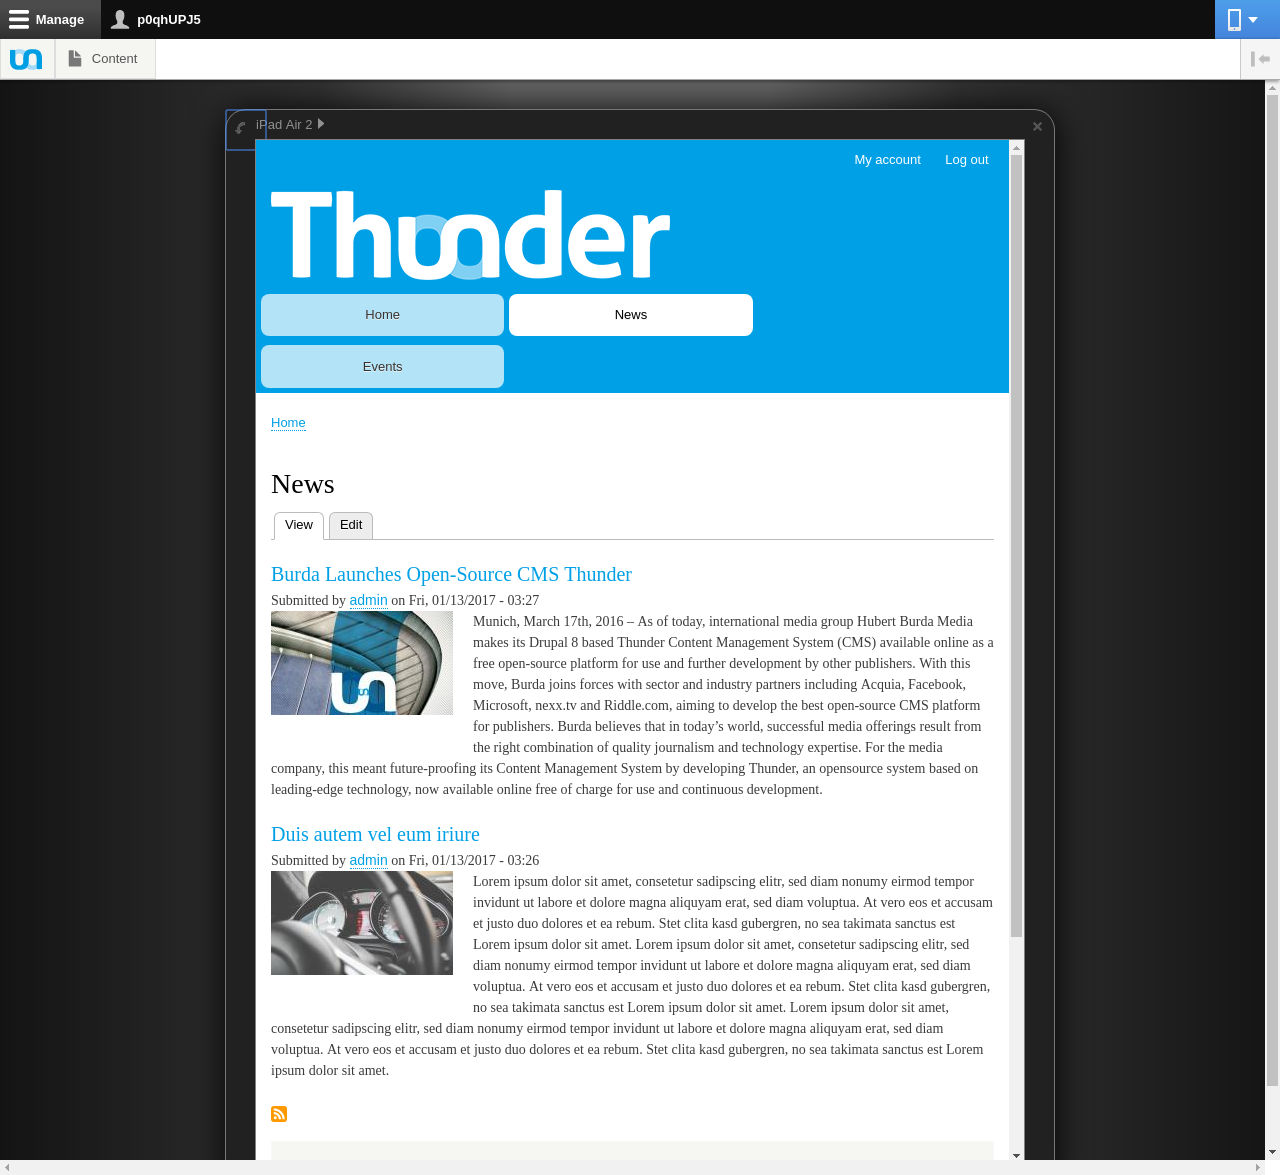 Manage
p0qhUPJ5
Content
iPad Air 2
My account
Log out
Thunder
Home
News
Events
Home
News
View
Edit
Burda Launches Open-Source CMS Thunder
Submitted by admin on Fri, 01/13/2017 - 03:27
Munich, March 17th, 2016 – As of today, international media group Hubert Burda Media
makes its Drupal 8 based Thunder Content Management System (CMS) available online as a
free open-source platform for use and further development by other publishers. With this
move, Burda joins forces with sector and industry partners including Acquia, Facebook,
Microsoft, nexx.tv and Riddle.com, aiming to develop the best open-source CMS platform
for publishers. Burda believes that in today’s world, successful media offerings result from
the right combination of quality journalism and technology expertise. For the media
company, this meant future-proofing its Content Management System by developing Thunder, an opensource system based on
leading-edge technology, now available online free of charge for use and continuous development.
Duis autem vel eum iriure
Submitted by admin on Fri, 01/13/2017 - 03:26
Lorem ipsum dolor sit amet, consetetur sadipscing elitr, sed diam nonumy eirmod tempor
invidunt ut labore et dolore magna aliquyam erat, sed diam voluptua. At vero eos et accusam
et justo duo dolores et ea rebum. Stet clita kasd gubergren, no sea takimata sanctus est
Lorem ipsum dolor sit amet. Lorem ipsum dolor sit amet, consetetur sadipscing elitr, sed
diam nonumy eirmod tempor invidunt ut labore et dolore magna aliquyam erat, sed diam
voluptua. At vero eos et accusam et justo duo dolores et ea rebum. Stet clita kasd gubergren,
no sea takimata sanctus est Lorem ipsum dolor sit amet. Lorem ipsum dolor sit amet,
consetetur sadipscing elitr, sed diam nonumy eirmod tempor invidunt ut labore et dolore magna aliquyam erat, sed diam
voluptua. At vero eos et accusam et justo duo dolores et ea rebum. Stet clita kasd gubergren, no sea takimata sanctus est Lorem
ipsum dolor sit amet.